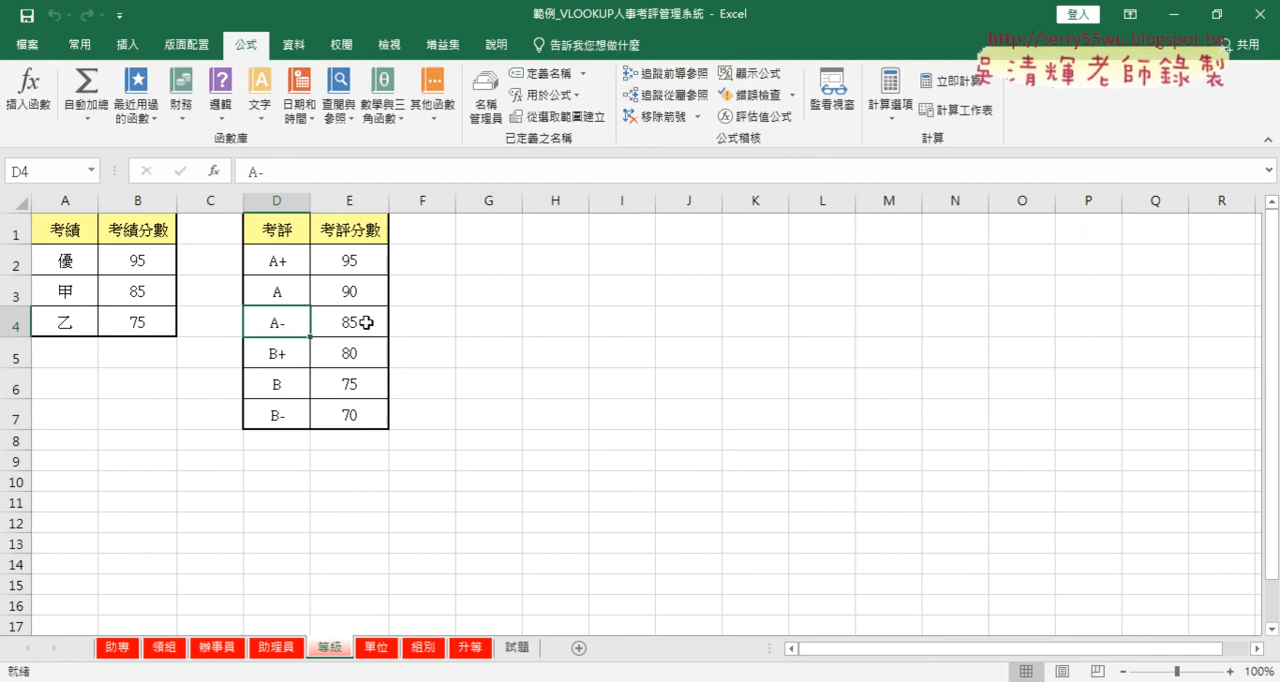 範例_VLOOKUP人事考評管理系統 - Excel
登入
檔案 常用 插入 版面配置 公式 資料 校閱 檢視 增益集 說明 告訴我您想做什麼 共用
http://terry55wu.blogspot.tw
吳清輝老師錄製
插入函數 自動加總 最近用過的函數 財務 邏輯 文字 日期和時間 查閱與參照 數學與三角函數 其他函數
函數庫
名稱管理員 定義名稱 用於公式 從選取範圍建立
已定義之名稱
追蹤前導參照 追蹤從屬參照 移除箭號 顯示公式 錯誤檢查 評估值公式
公式稽核
監看視窗
計算選項 立即計算 計算工作表
計算
D4 fx A-
A B C D E F G H I J K L M N O P Q R
1 考績 考績分數 考評 考評分數
2 優 95 A+ 95
3 甲 85 A 90
4 乙 75 A- 85
5 B+ 80
6 B 75
7 B- 70
8
9
10
11
12
13
14
15
16
17
助專 領組 辦事員 助理員 等級 單位 組別 升等 試題
就緒 100%